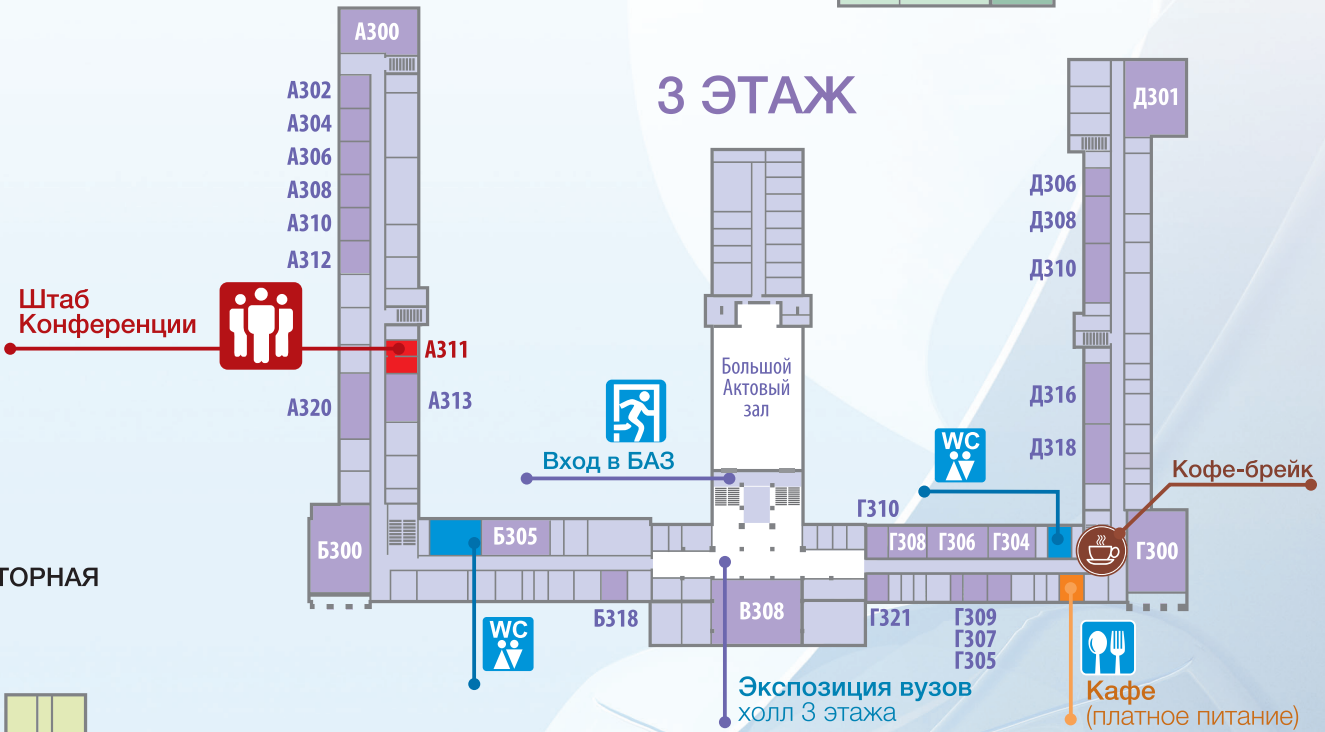 3 ЭТАЖ
А300
А302
А304
А306
А308
А310
А312
Штаб
Конференции
А311
А320
А313
Б300
Б305
Б318
ТОРНАЯ
WC
Большой
Актовый
зал
Вход в БАЗ
В308
Экспозиция вузов
холл 3 этажа
Д301
Д306
Д308
Д310
Д316
Д318
WC
Кофе-брейк
Г310
Г308
Г306
Г304
Г300
Г321
Г309
Г307
Г305
Кафе
(платное питание)